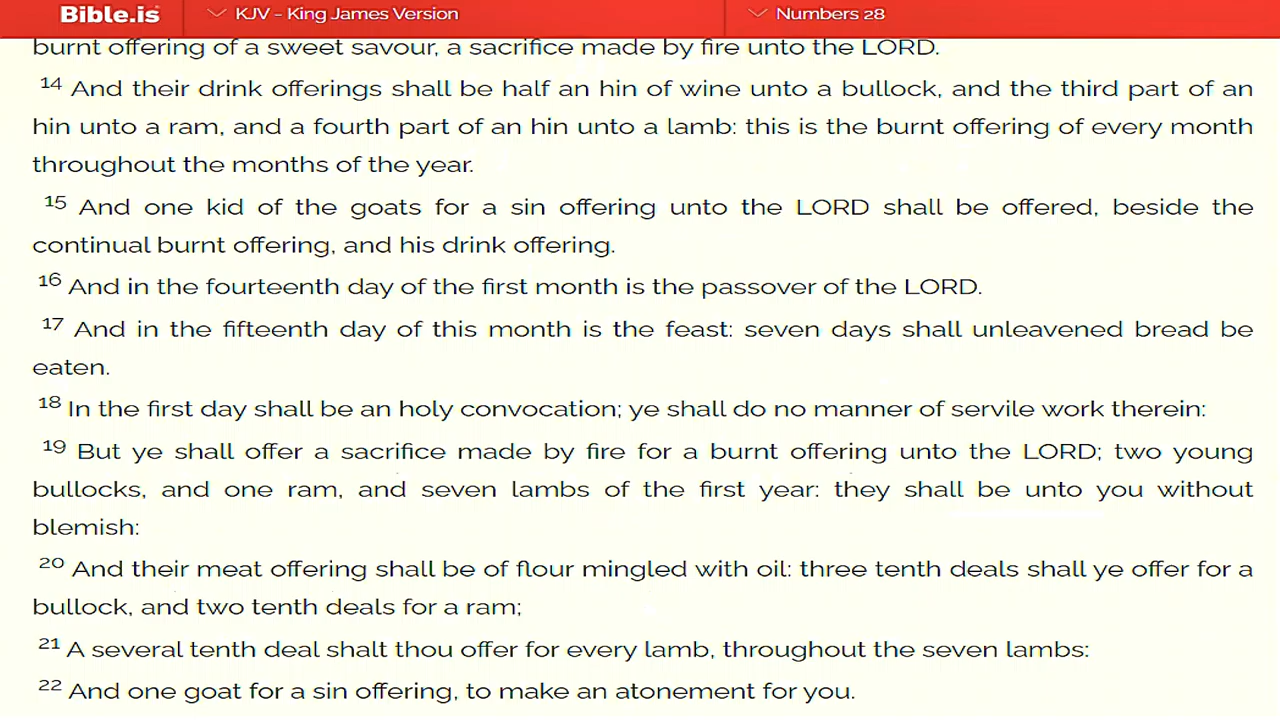 Bible.is KJV - King James Version Numbers 28
burnt offering of a sweet savour, a sacrifice made by fire unto the LORD.
14 And their drink offerings shall be half an hin of wine unto a bullock, and the third part of an
hin unto a ram, and a fourth part of an hin unto a lamb: this is the burnt offering of every month
throughout the months of the year.
15 And one kid of the goats for a sin offering unto the LORD shall be offered, beside the
continual burnt offering, and his drink offering.
16 And in the fourteenth day of the first month is the passover of the LORD.
17 And in the fifteenth day of this month is the feast: seven days shall unleavened bread be
eaten.
18 In the first day shall be an holy convocation; ye shall do no manner of servile work therein:
19 But ye shall offer a sacrifice made by fire for a burnt offering unto the LORD; two young
bullocks, and one ram, and seven lambs of the first year: they shall be unto you without
blemish:
20 And their meat offering shall be of flour mingled with oil: three tenth deals shall ye offer for a
bullock, and two tenth deals for a ram;
21 A several tenth deal shalt thou offer for every lamb, throughout the seven lambs:
22 And one goat for a sin offering, to make an atonement for you.